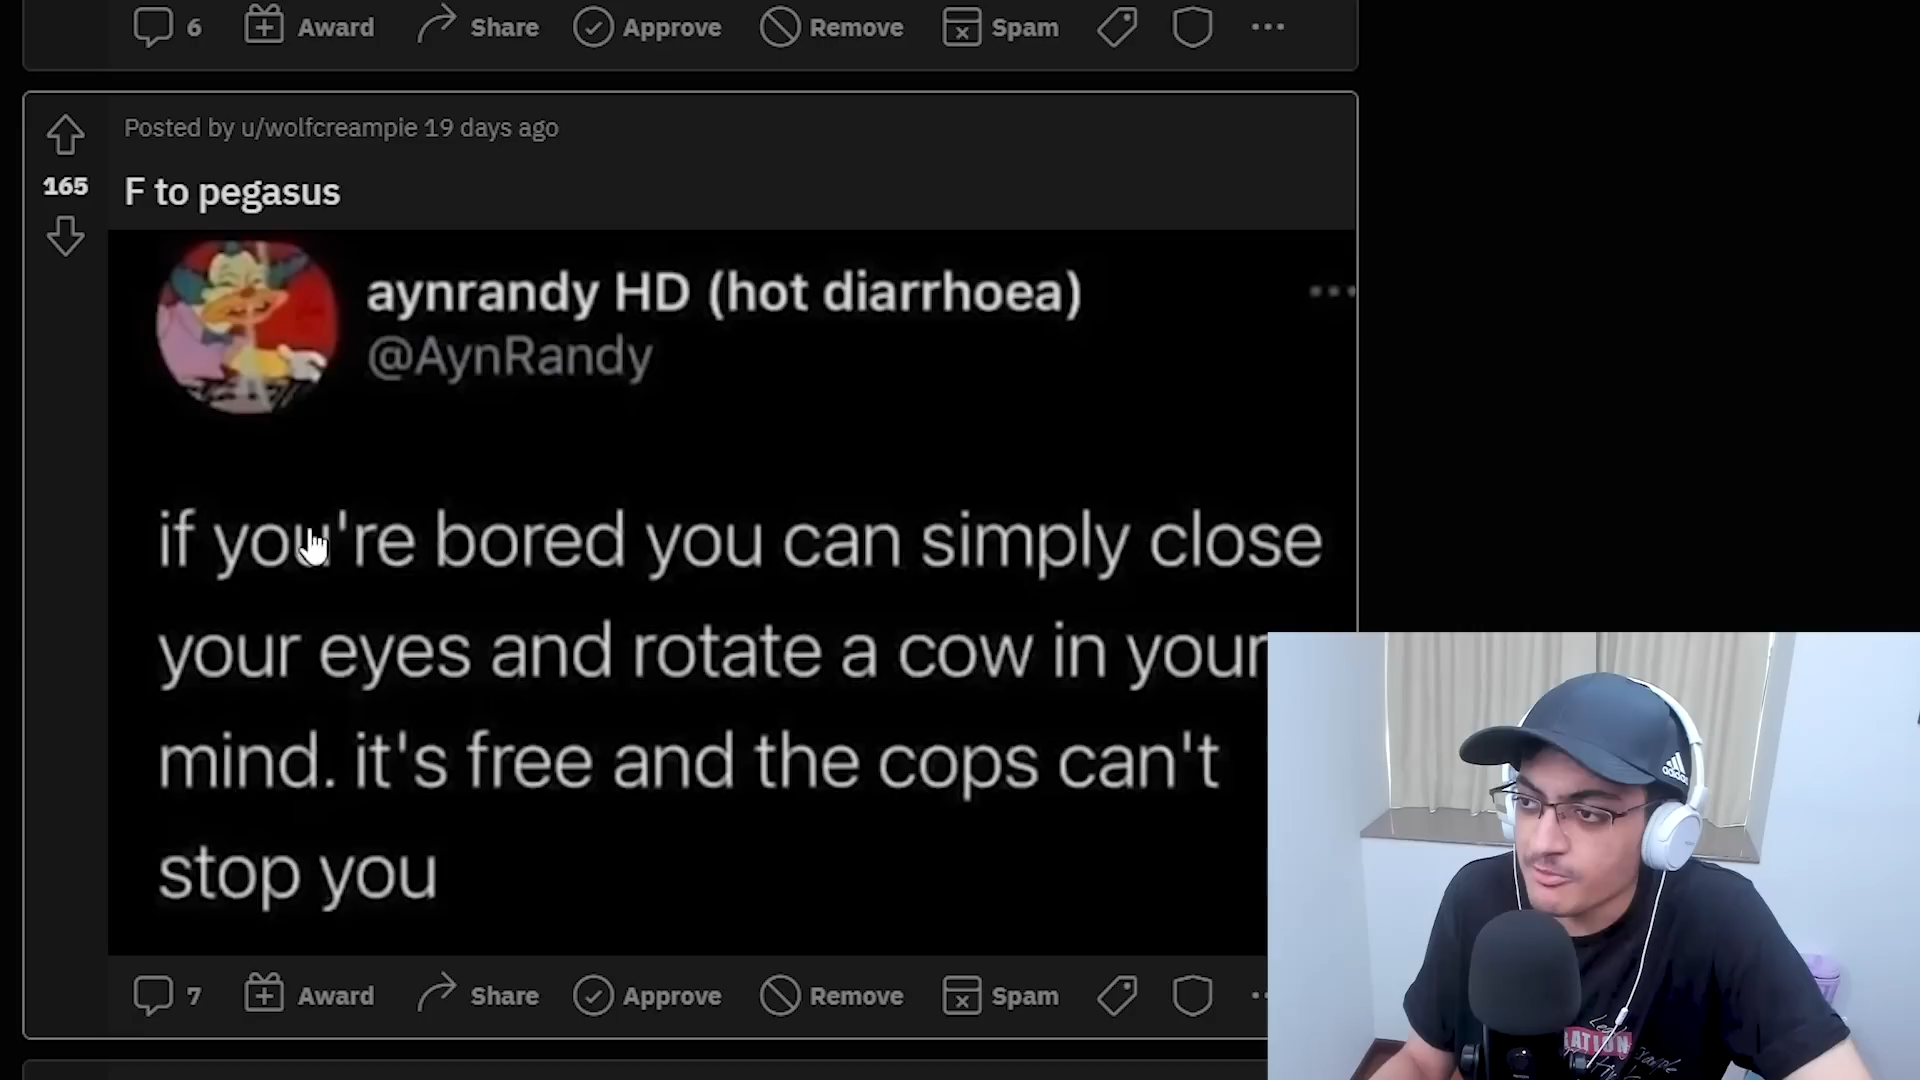 6 Award Share Approve Remove Spam
Posted by u/wolfcreampie 19 days ago
165
F to pegasus
aynrandy HD (hot diarrhoea)
@AynRandy
if you're bored you can simply close
your eyes and rotate a cow in your
mind. it's free and the cops can't
stop you
7 Award Share Approve Remove Spam
adidas